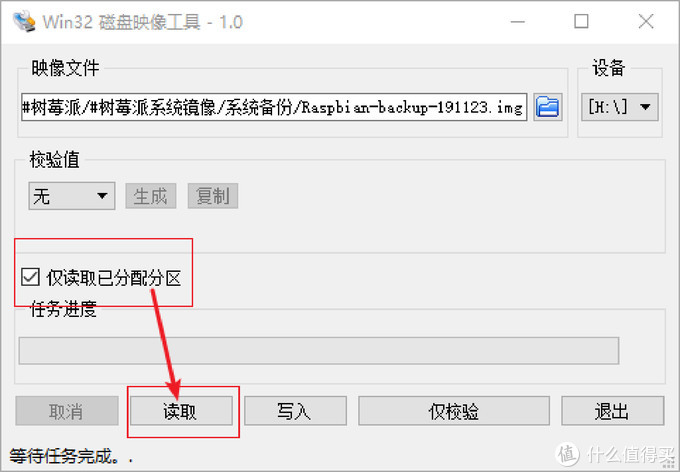 Win32 磁盘映像工具 - 1.0
映像文件
设备
#树莓派/#树莓派系统镜像/系统备份/Raspbian-backup-191123.img
[H:\]
校验值
无
生成
复制
仅读取已分配分区
任务进度
取消
读取
写入
仅校验
退出
等待任务完成。.
值 什么值得买